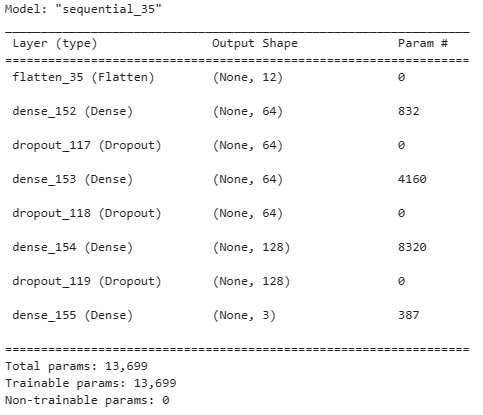 Model: "sequential_35"
_________________________________________________________________
Layer (type) Output Shape Param #
=================================================================
flatten_35 (Flatten) (None, 12) 0
dense_152 (Dense) (None, 64) 832
dropout_117 (Dropout) (None, 64) 0
dense_153 (Dense) (None, 64) 4160
dropout_118 (Dropout) (None, 64) 0
dense_154 (Dense) (None, 128) 8320
dropout_119 (Dropout) (None, 128) 0
dense_155 (Dense) (None, 3) 387
=================================================================
Total params: 13,699
Trainable params: 13,699
Non-trainable params: 0